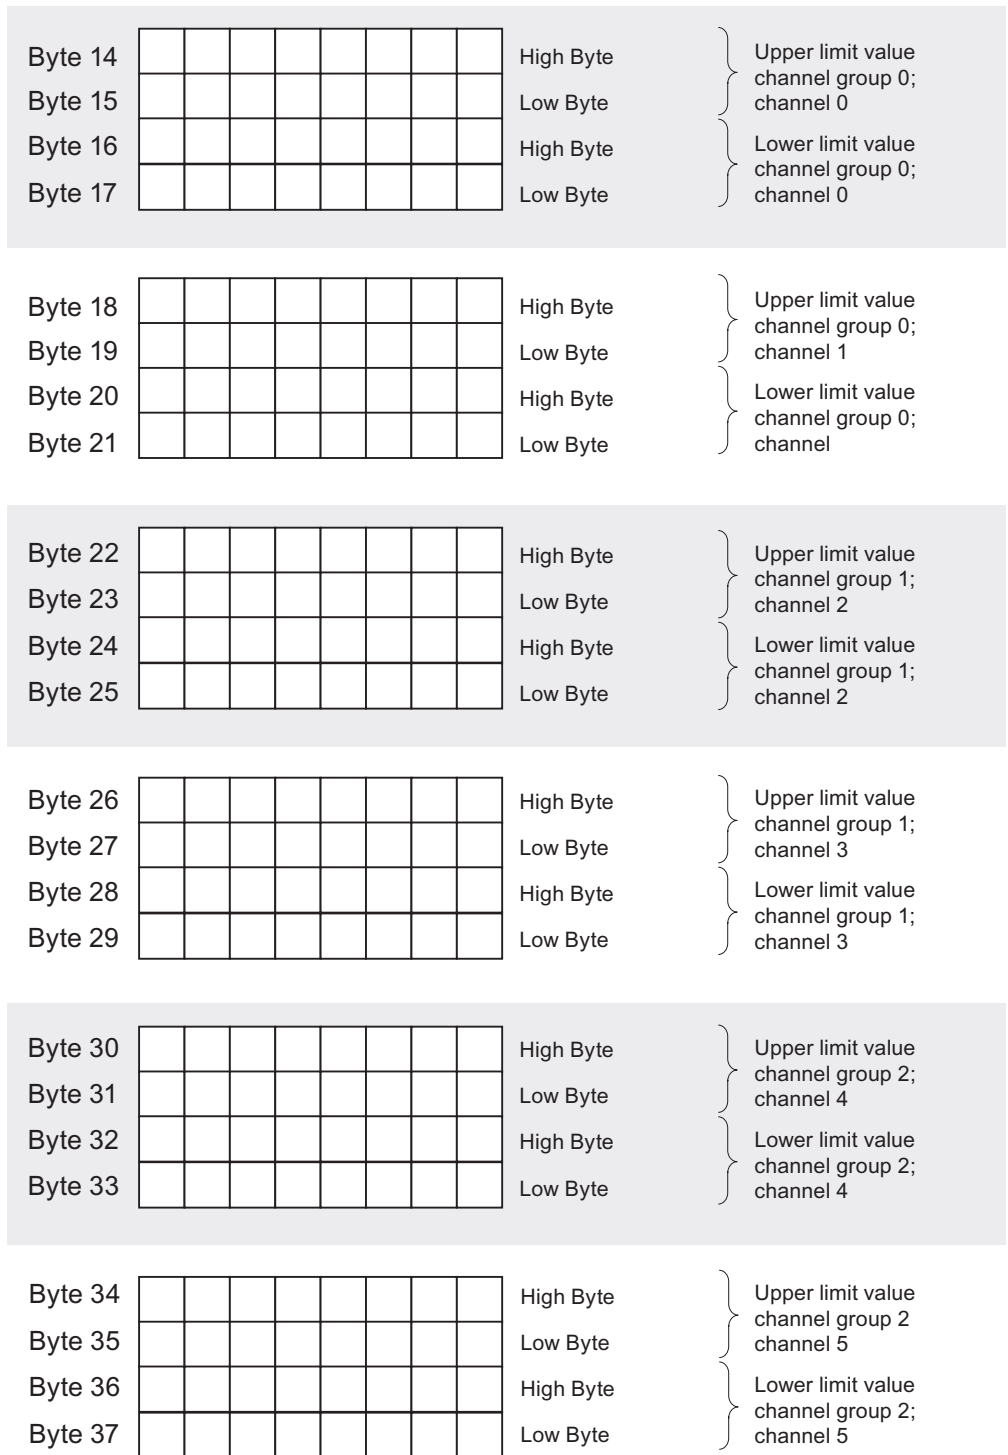 Byte 14 High Byte Upper limit value
channel group 0;
Byte 15 Low Byte channel 0
Byte 16 High Byte Lower limit value
channel group 0;
Byte 17 Low Byte channel 0
Byte 18 High Byte Upper limit value
channel group 0;
Byte 19 Low Byte channel 1
Byte 20 High Byte Lower limit value
channel group 0;
Byte 21 Low Byte channel
Byte 22 High Byte Upper limit value
channel group 1;
Byte 23 Low Byte channel 2
Byte 24 High Byte Lower limit value
channel group 1;
Byte 25 Low Byte channel 2
Byte 26 High Byte Upper limit value
channel group 1;
Byte 27 Low Byte channel 3
Byte 28 High Byte Lower limit value
channel group 1;
Byte 29 Low Byte channel 3
Byte 30 High Byte Upper limit value
channel group 2;
Byte 31 Low Byte channel 4
Byte 32 High Byte Lower limit value
channel group 2;
Byte 33 Low Byte channel 4
Byte 34 High Byte Upper limit value
channel group 2
Byte 35 Low Byte channel 5
Byte 36 High Byte Lower limit value
channel group 2;
Byte 37 Low Byte channel 5